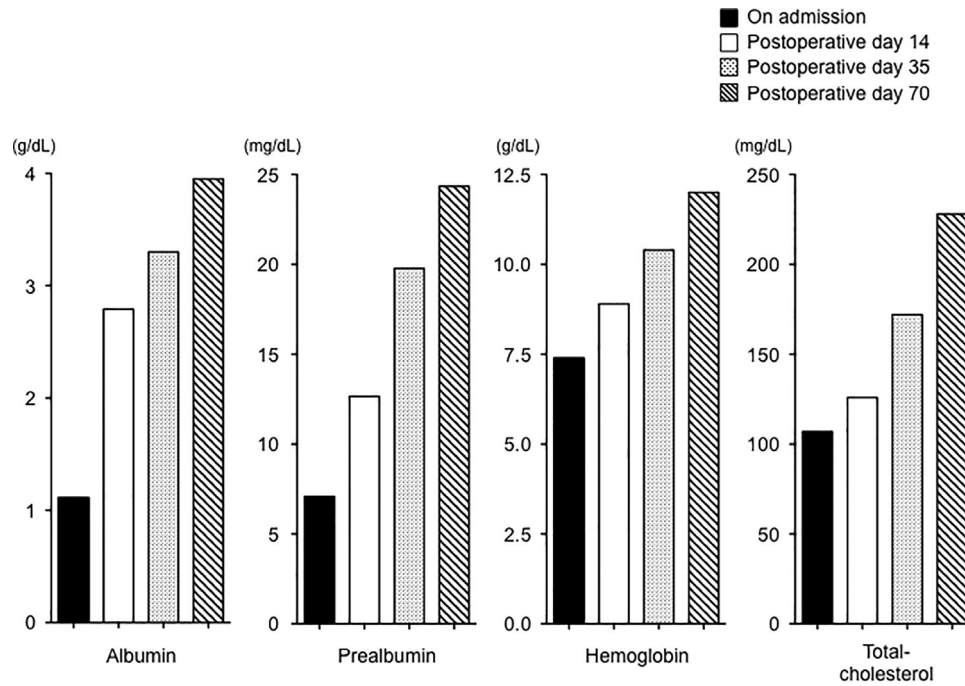 On admission
Postoperative day 14
Postoperative day 35
Postoperative day 70
(g/dL)
4
3
2
1
0
Albumin
(mg/dL)
25
20
15
10
5
0
Prealbumin
(g/dL)
12.5
10.0
7.5
5.0
2.5
0.0
Hemoglobin
(mg/dL)
250
200
150
100
50
0
Total-
cholesterol